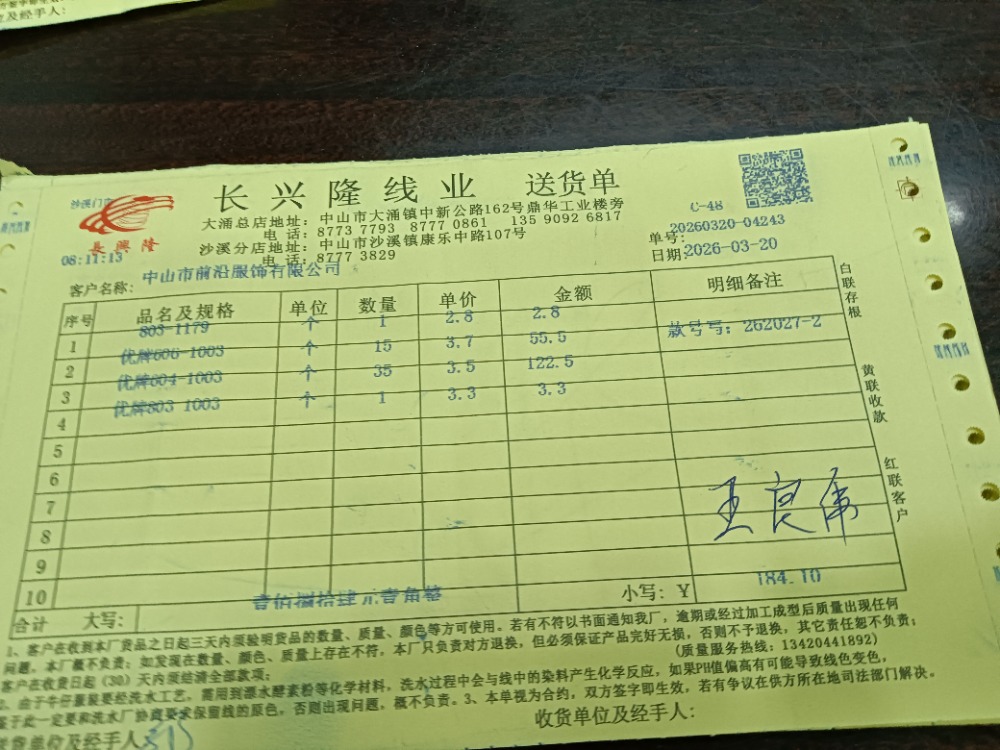 位及经手人:
沙溪门店
长兴隆线业 送货单
長興隆
大涌总店地址: 中山市大涌镇中新公路162号鼎华工业楼旁
电 话: 8773 7793 8777 0861 135 9092 6817
沙溪分店地址: 中山市沙溪镇康乐中路107号
电 话: 8777 3829
C-48
单号: 20260320-04243
日期: 2026-03-20
08:11:13
客户名称: 中山市前沿服饰有限公司
序号 品名及规格 单位 数量 单价 金额 明细备注
1 803-1179 个 1 2.8 2.8
2 优牌606 1003 个 15 3.7 55.5 款号写: 262027-2
3 优牌604 1003 个 35 3.5 122.5
4 优牌803 1003 个 1 3.3 3.3
5
6
7
8
9
10
王良伟
合计 大写: 壹佰捌拾肆元壹角整 小写: Y 184.10
白联存根
黄联收款
红联客户
1、客户在收到本厂货品之日起三天内须验明货品的数量、质量、颜色等方可使用。若有不符以书面通知我厂，逾期或经过加工成型后质量出现任何
问题。本厂概不负责；如发现在数量、颜色、质量上存在不符，本厂只负责对方退换，但必须保证产品完好无损，否则不予退换，其它责任恕不负责；
客户在收货日起（30）天内须结清全部款项； (质量服务热线：13420441892)
由于牛仔服装要经洗水工艺，需用到漂水酵素粉等化学材料，洗水过程中会与线中的染料产生化学反应，如果PH值偏高有可能导致线色变色，
鉴于此一定要和洗水厂协商要求保留线的原色，否则出现问题，概不负责。3、本单视为合约，双方签字即生效，若有争议在供方所在地司法部门解决。
货单位及经手人
收货单位及经手人: